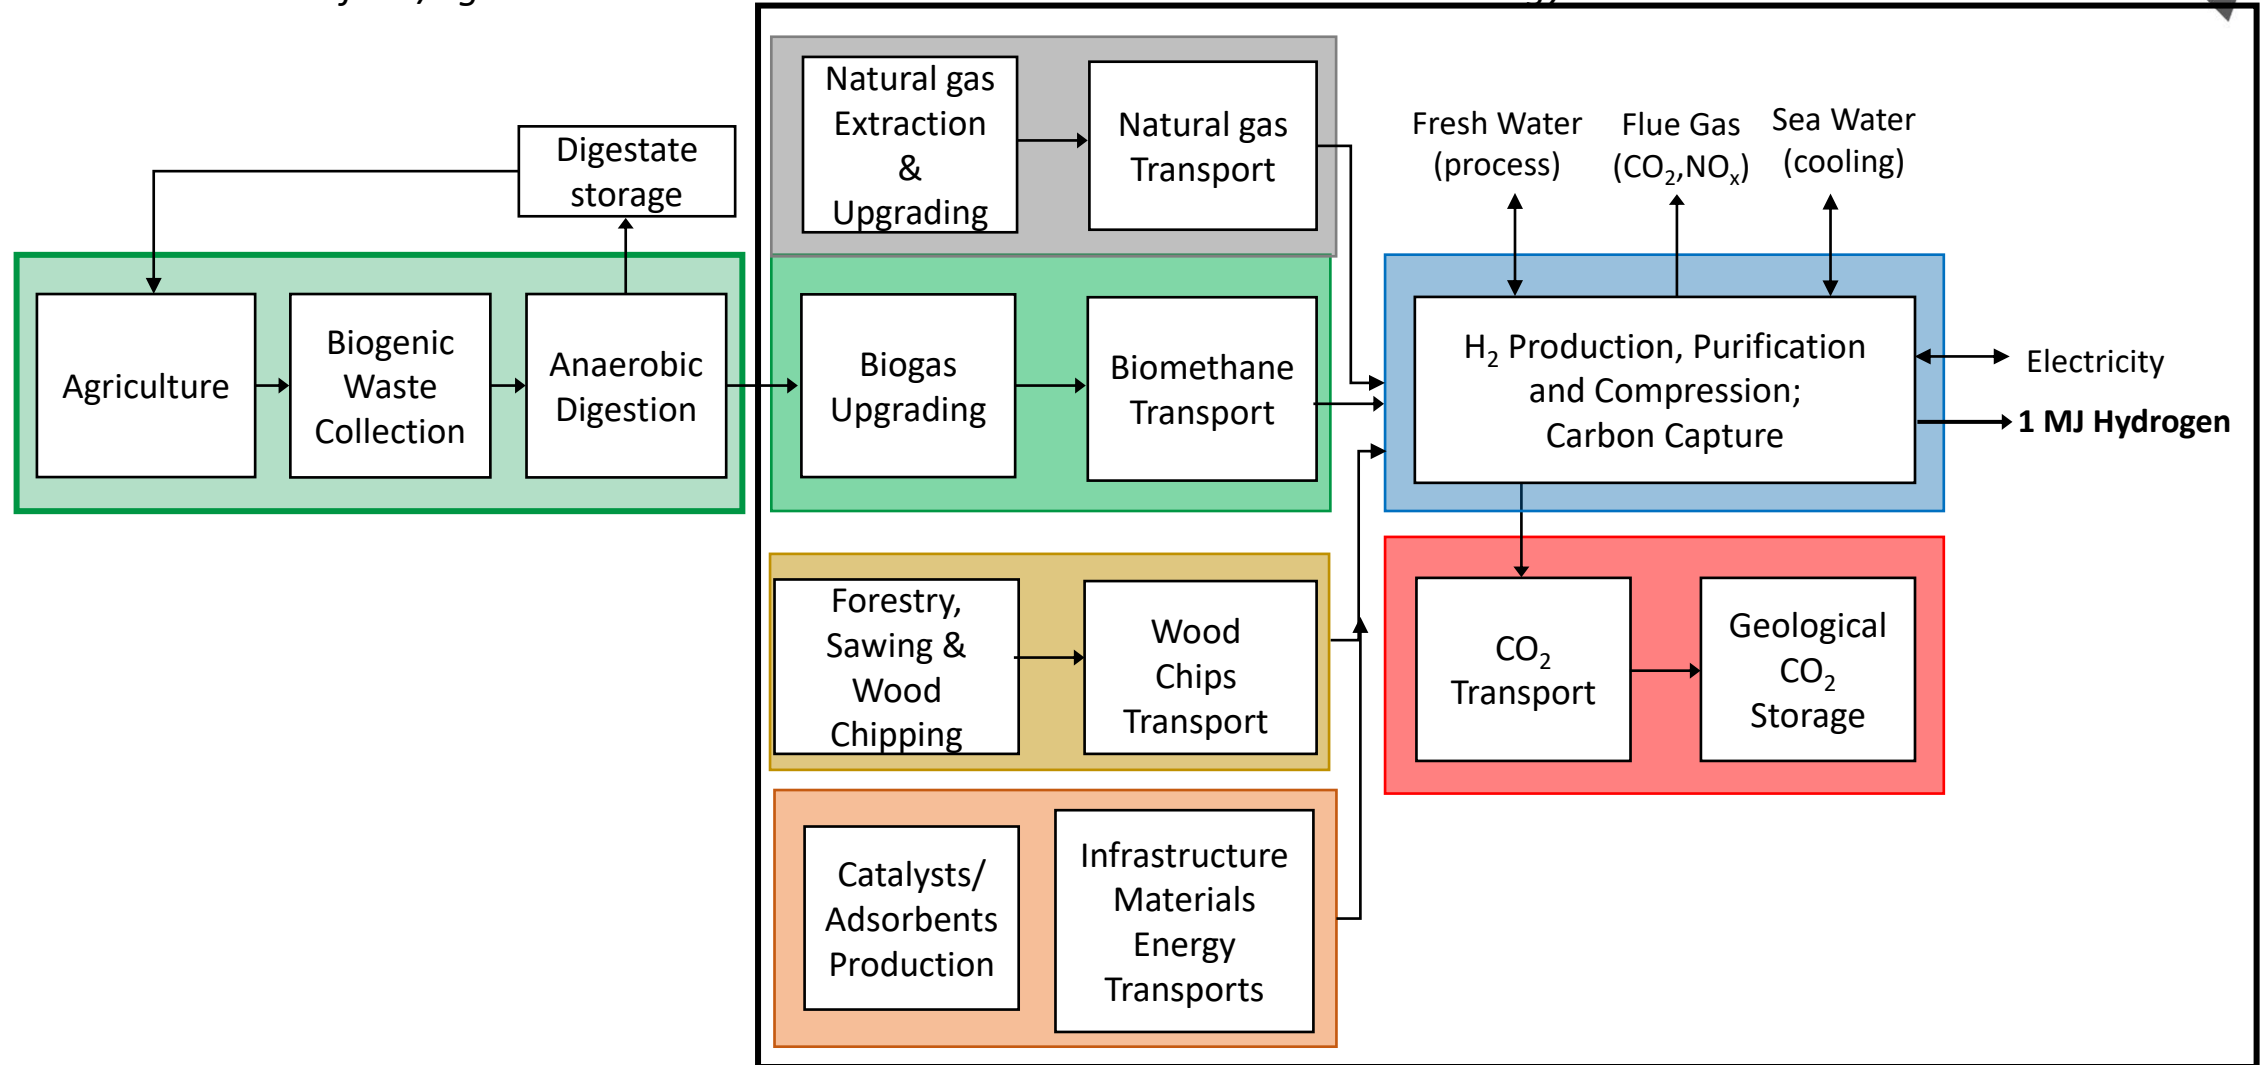 Natural gas
Extraction
&
Upgrading
Natural gas
Transport
Fresh Water
(process)
Flue Gas
(CO₂,NOₓ)
Sea Water
(cooling)
Digestate
storage
Agriculture
Biogenic
Waste
Collection
Anaerobic
Digestion
Biogas
Upgrading
Biomethane
Transport
H₂ Production, Purification
and Compression;
Carbon Capture
Electricity
1 MJ Hydrogen
Forestry,
Sawing &
Wood
Chipping
Wood
Chips
Transport
CO₂
Transport
Geological
CO₂
Storage
Catalysts/
Adsorbents
Production
Infrastructure
Materials
Energy
Transports